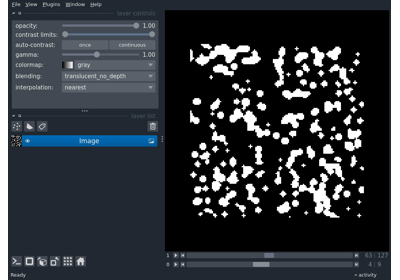 File View Plugins Window Help
layer controls
opacity: 1.00
contrast limits:
auto-contrast: once continuous
gamma: 1.00
colormap: gray
blending: translucent_no_depth
interpolation: nearest
layer list
Image
1 63 127
0 4 9
Ready activity